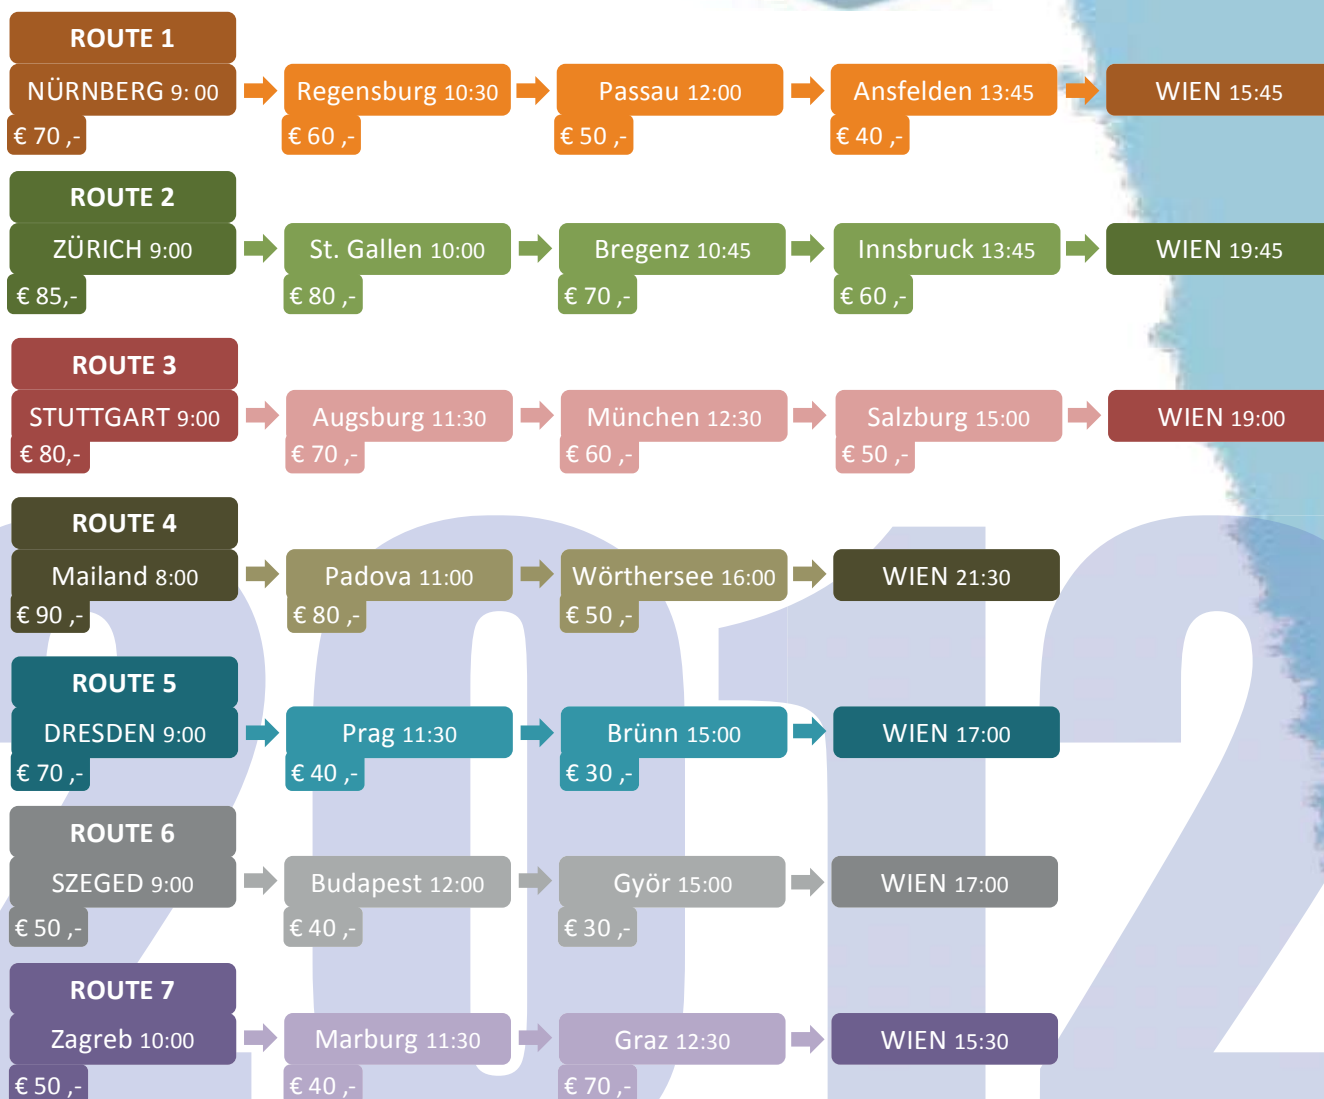 ROUTE 1
NÜRNBERG 9: 00 Regensburg 10:30 Passau 12:00 Ansfelden 13:45 WIEN 15:45
€ 70 ,- € 60 ,- € 50 ,- € 40 ,-
ROUTE 2
ZÜRICH 9:00 St. Gallen 10:00 Bregenz 10:45 Innsbruck 13:45 WIEN 19:45
€ 85,- € 80 ,- € 70 ,- € 60 ,-
ROUTE 3
STUTTGART 9:00 Augsburg 11:30 München 12:30 Salzburg 15:00 WIEN 19:00
€ 80,- € 70 ,- € 60 ,- € 50 ,-
ROUTE 4
Mailand 8:00 Padova 11:00 Wörthersee 16:00 WIEN 21:30
€ 90 ,- € 80 ,- € 50 ,-
ROUTE 5
DRESDEN 9:00 Prag 11:30 Brünn 15:00 WIEN 17:00
€ 70 ,- € 40 ,- € 30 ,-
ROUTE 6
SZEGED 9:00 Budapest 12:00 Györ 15:00 WIEN 17:00
€ 50 ,- € 40 ,- € 30 ,-
ROUTE 7
Zagreb 10:00 Marburg 11:30 Graz 12:30 WIEN 15:30
€ 50 ,- € 40 ,- € 70 ,-
2012